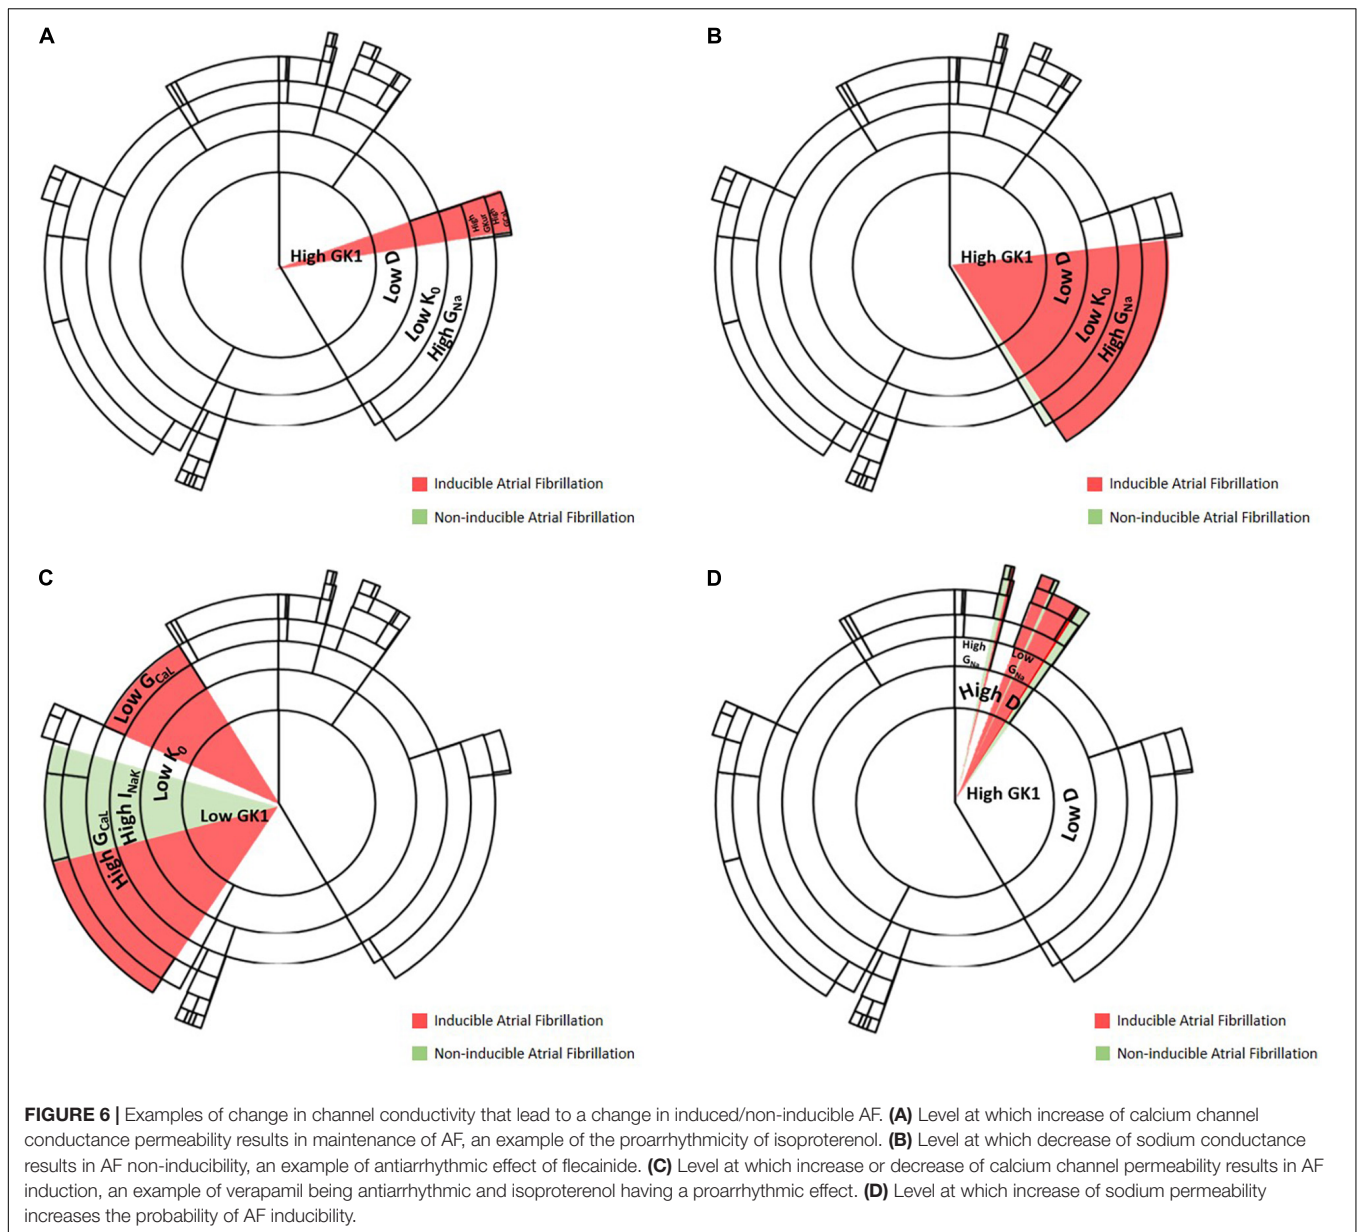 A
High GK1
Low D
Low K0
High GNa
High
GKur
High
GCaL
Inducible Atrial Fibrillation
Non-inducible Atrial Fibrillation
B
High GK1
Low D
Low K0
High GNa
Inducible Atrial Fibrillation
Non-inducible Atrial Fibrillation
C
Low GCaL
Low K0
High INaK
High GCaL
Low GK1
Inducible Atrial Fibrillation
Non-inducible Atrial Fibrillation
D
High
GNa
Low
GNa
High D
High GK1
Low D
Inducible Atrial Fibrillation
Non-inducible Atrial Fibrillation
FIGURE 6 | Examples of change in channel conductivity that lead to a change in induced/non-inducible AF. (A) Level at which increase of calcium channel
conductance permeability results in maintenance of AF, an example of the proarrhythmicity of isoproterenol. (B) Level at which decrease of sodium conductance
results in AF non-inducibility, an example of antiarrhythmic effect of flecainide. (C) Level at which increase or decrease of calcium channel permeability results in AF
induction, an example of verapamil being antiarrhythmic and isoproterenol having a proarrhythmic effect. (D) Level at which increase of sodium permeability
increases the probability of AF inducibility.